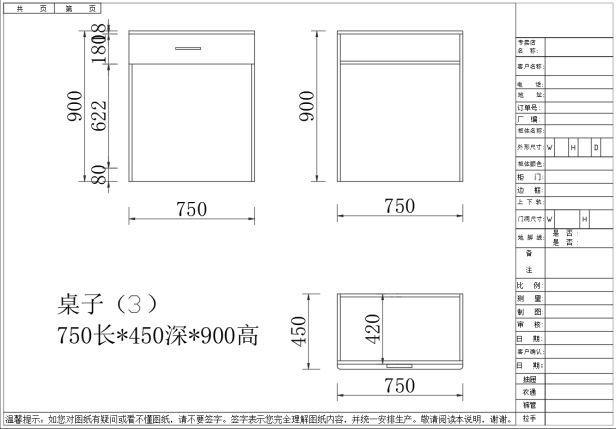 共 页 第 页
18
180
622
900
80
750
900
750
桌子（3）
750长*450深*900高
450
420
750
专卖店
名 称:
客户名称:
电 话:
地 址:
订单号:
厂 编:
柜体名称:
外形尺寸: W H D
柜体颜色:
柜 门:
边 框:
上下轨:
门洞尺寸: W H
地脚线: 是 否:
是 否:
备
注
比 例:
测 量:
制 图:
审 核:
日 期:
客户确认:
日 期:
抽屉
衣通
裤管
拉手
温馨提示: 如您对图纸有疑问或看不懂图纸，请不要签字。签字表示您完全理解图纸内容，并统一安排生产。敬请阅读本说明，谢谢。